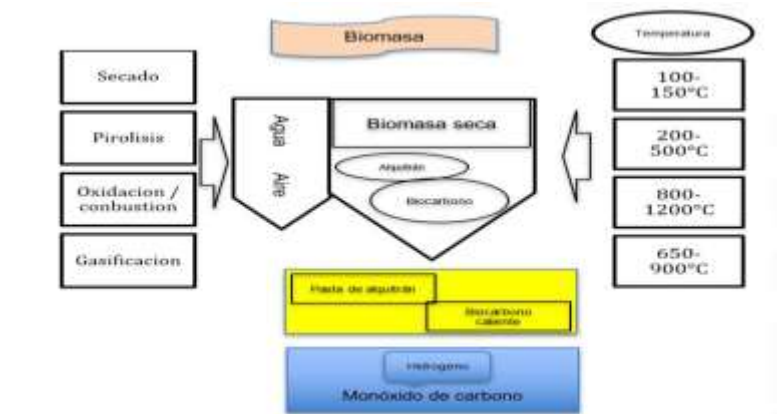 Biomasa
Temperatura
Secado
Pirolisis
Oxidacion /
conbustion
Gasificacion
Agua Aire
Biomasa seca
Alquitrán
Biocarbono
100-
150°C
200-
500°C
800-
1200°C
650-
900°C
Pasta de alquitrán
Biocarbono
caliente
Hidrogeno
Monóxido de carbono